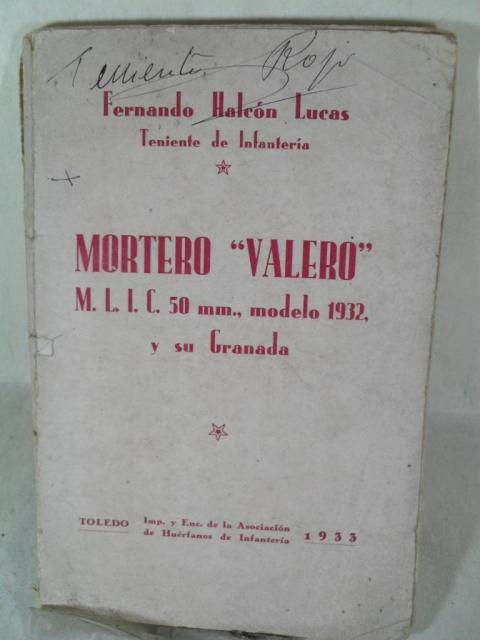 Teniente Rojo
Fernando Halcón Lucas
Teniente de Infantería
MORTERO “VALERO”
M. L. I. C. 50 mm., modelo 1932,
y su Granada
TOLEDO Imp. y Enc. de la Asociación
de Huérfanos de Infantería 1933